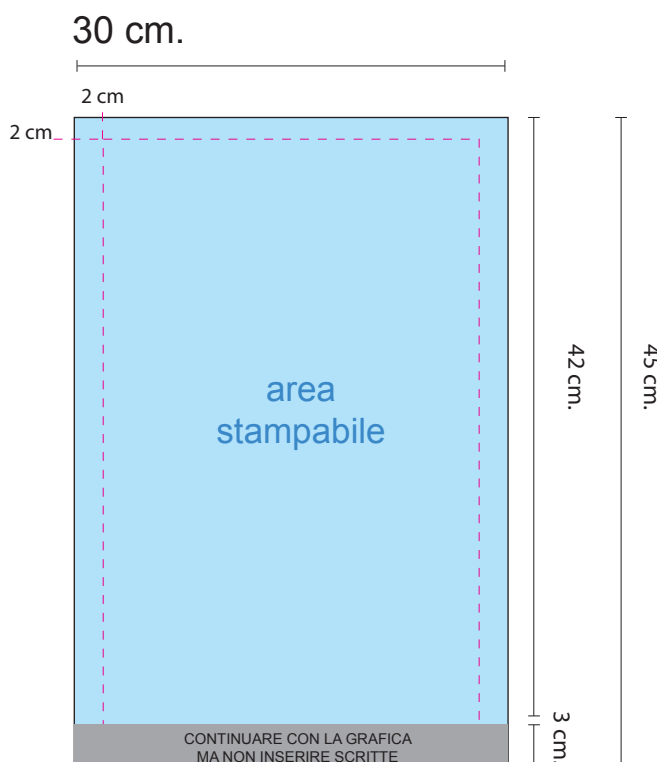 30 cm.
2 cm
2 cm
area
stampabile
42 cm.
45 cm.
3 cm.
CONTINUARE CON LA GRAFICA
MA NON INSERIRE SCRITTE